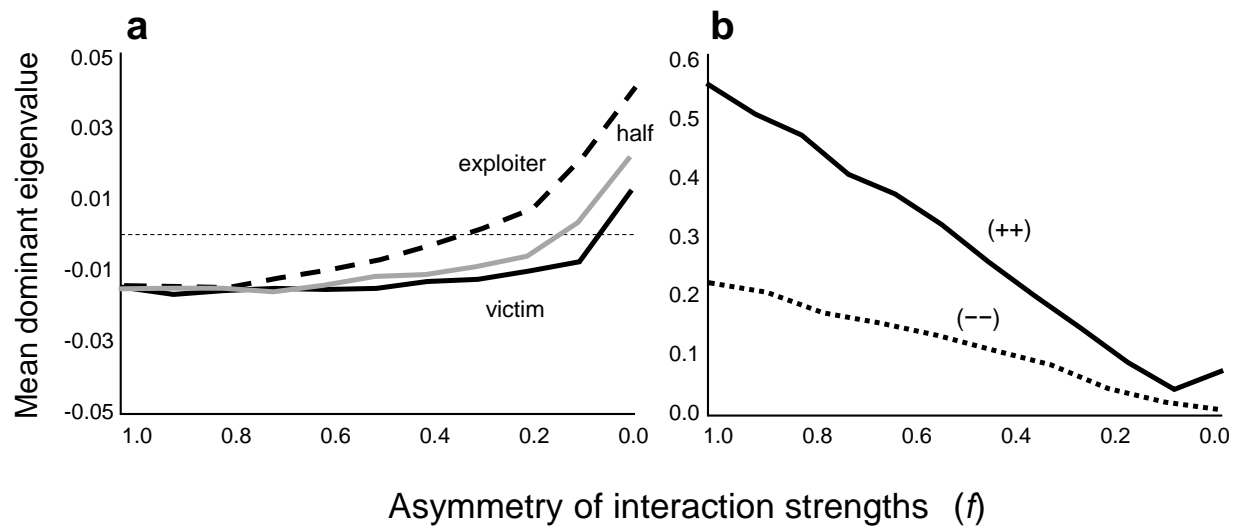 a
b
Mean dominant eigenvalue
0.05
0.03
0.01
-0.01
-0.03
-0.05
exploiter
half
victim
1.0 0.8 0.6 0.4 0.2 0.0
0.6
0.5
0.4
0.3
0.2
0.1
0.0
(++)
(−−)
1.0 0.8 0.6 0.4 0.2 0.0
Asymmetry of interaction strengths (f)